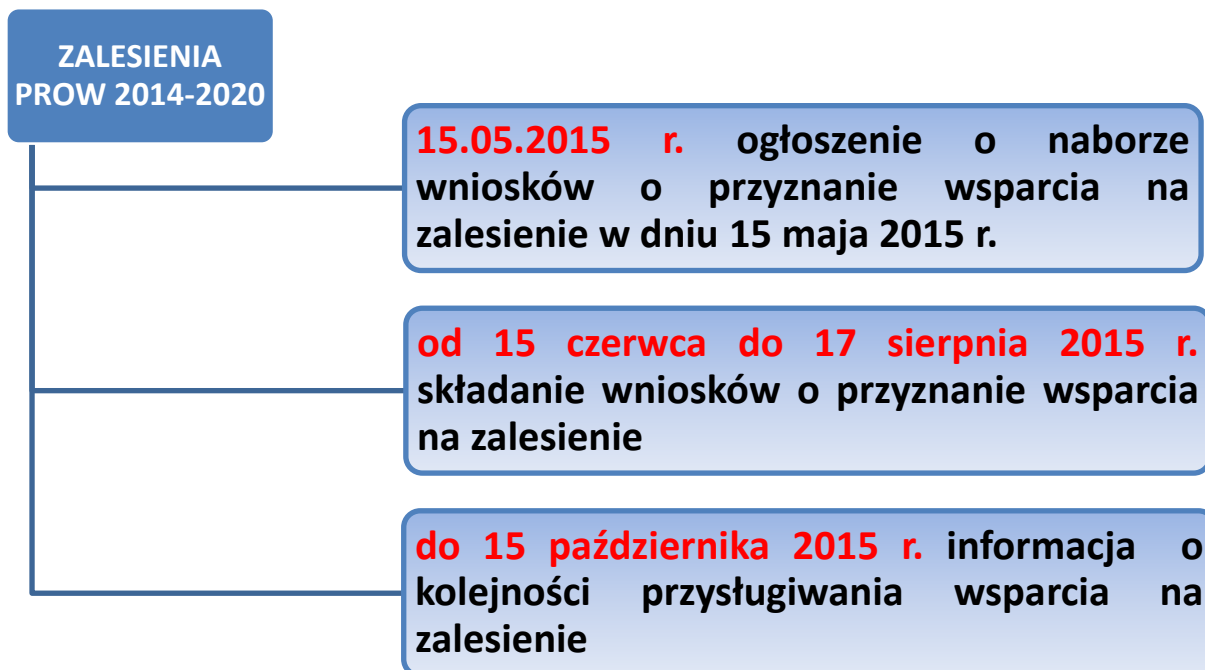 ZALESIENIA
PROW 2014-2020
15.05.2015 r. ogłoszenie o naborze
wniosków o przyznanie wsparcia na
zalesienie w dniu 15 maja 2015 r.
od 15 czerwca do 17 sierpnia 2015 r.
składanie wniosków o przyznanie wsparcia
na zalesienie
do 15 października 2015 r. informacja o
kolejności przysługiwania wsparcia na
zalesienie